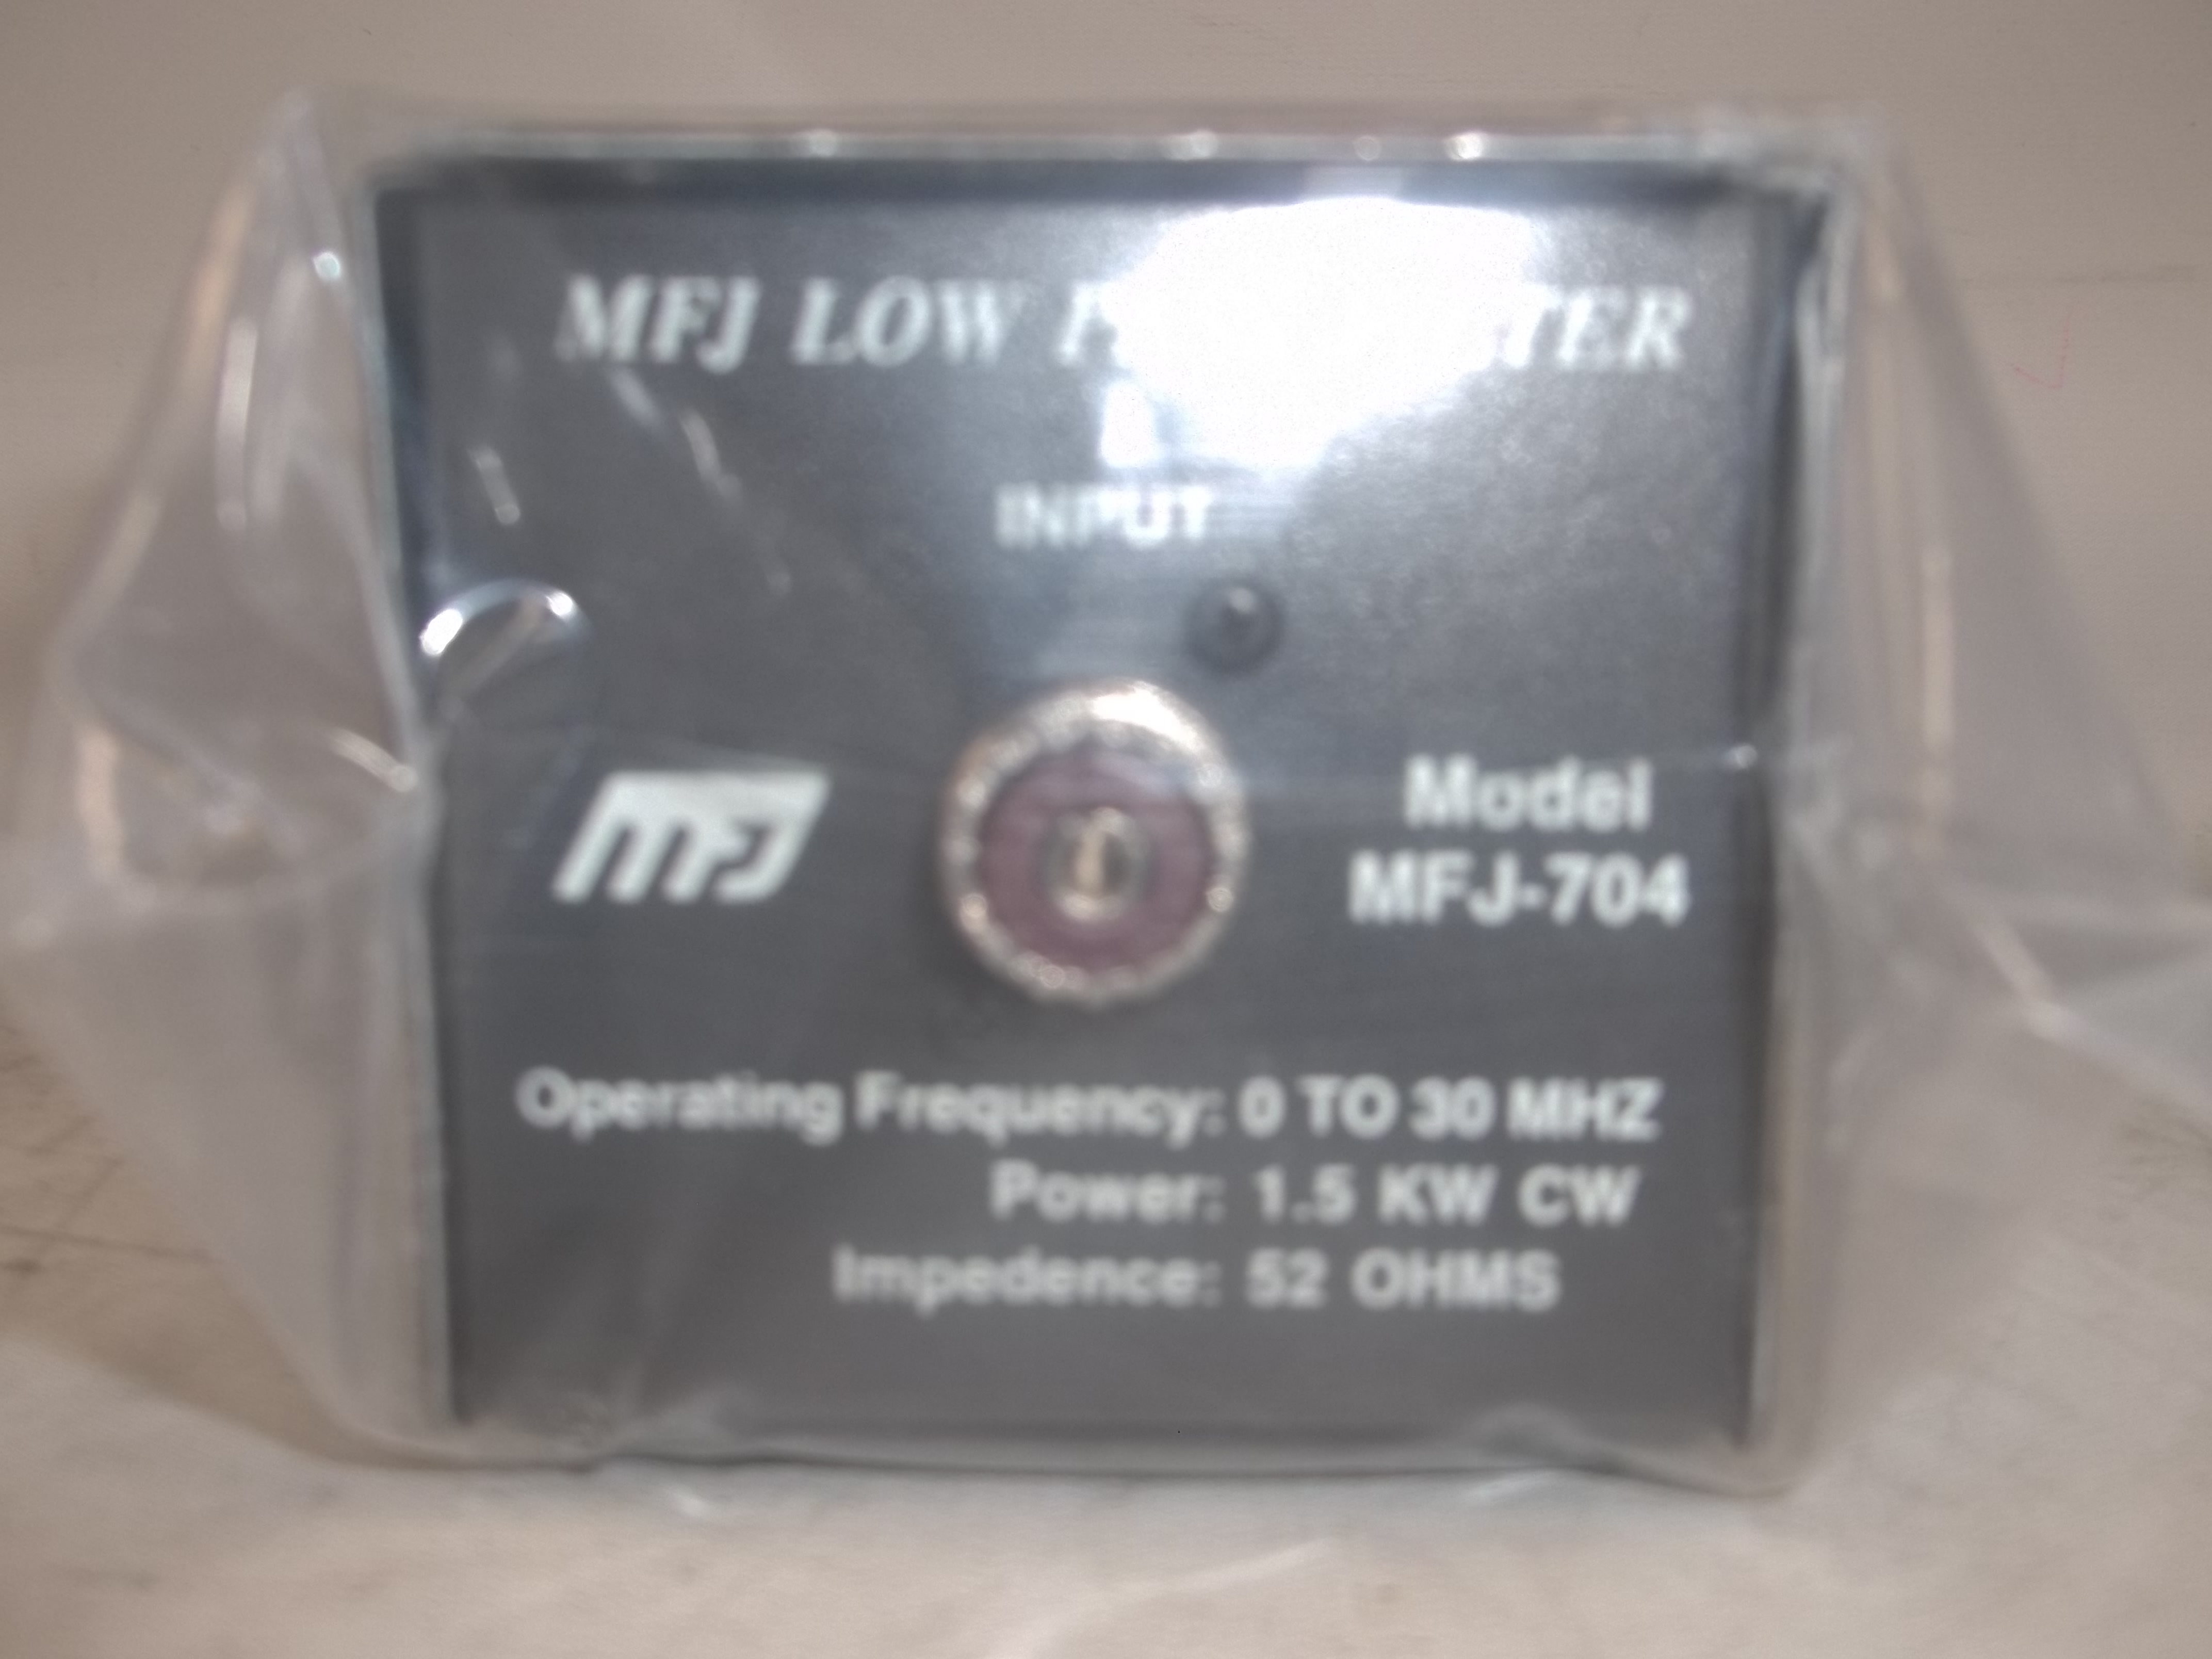 MFJ LOW
INPUT
MFJ
Model
MFJ-704
Operating Frequency: 0 TO 30 MHZ
Power: 1.5 KW CW
Impedence: 52 OHMS